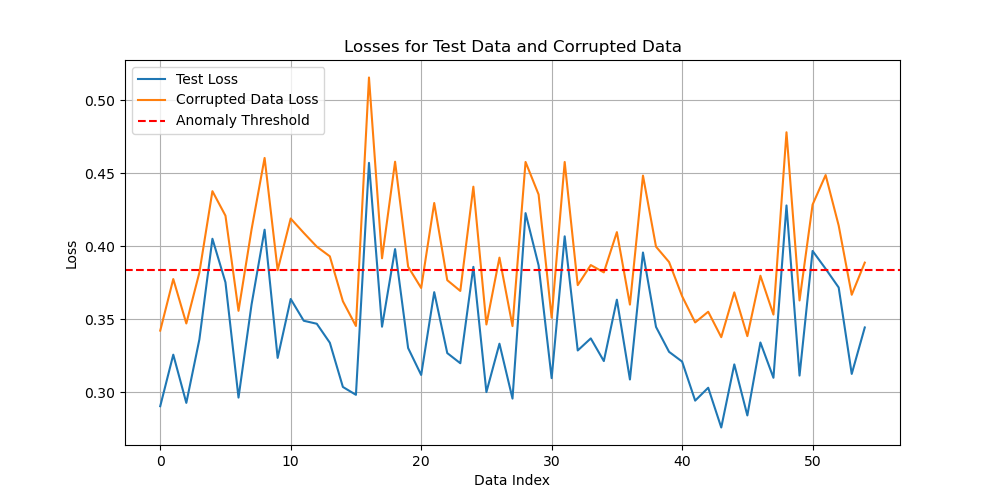 Losses for Test Data and Corrupted Data
Test Loss
Corrupted Data Loss
Anomaly Threshold
Loss
0.50
0.45
0.40
0.35
0.30
0 10 20 30 40 50
Data Index